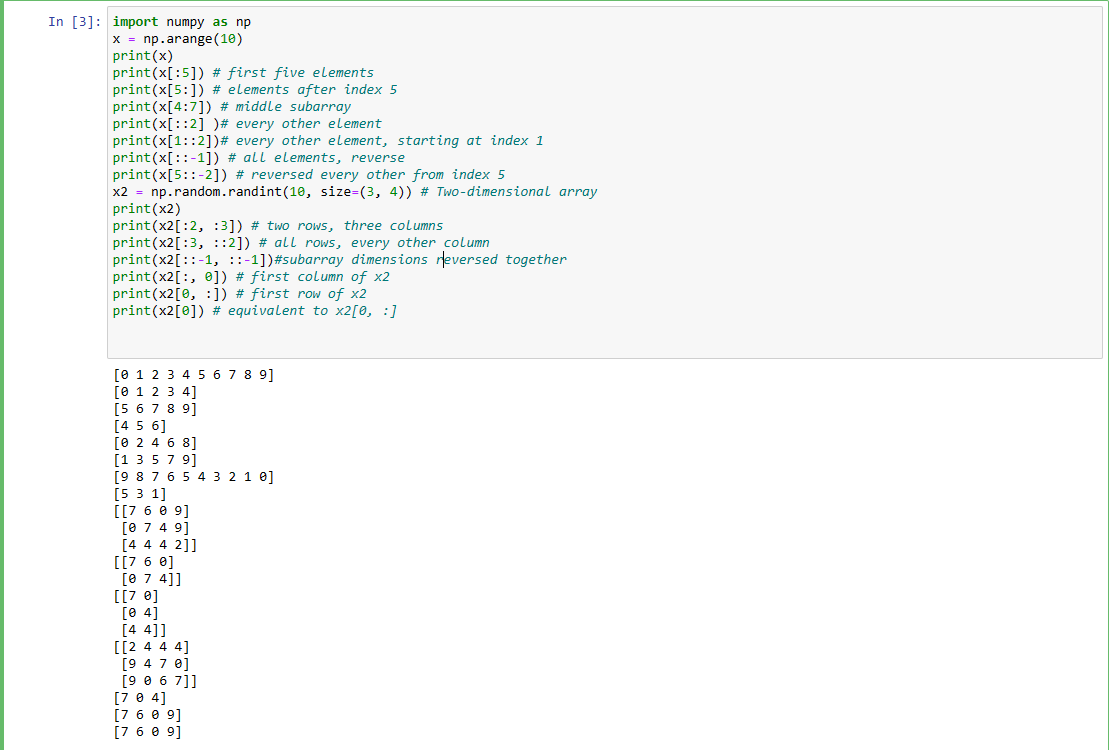 In [3]: import numpy as np
x = np.arange(10)
print(x)
print(x[:5]) # first five elements
print(x[5:]) # elements after index 5
print(x[4:7]) # middle subarray
print(x[::2] )# every other element
print(x[1::2])# every other element, starting at index 1
print(x[::-1]) # all elements, reverse
print(x[5::-2]) # reversed every other from index 5
x2 = np.random.randint(10, size=(3, 4)) # Two-dimensional array
print(x2)
print(x2[:2, :3]) # two rows, three columns
print(x2[:3, ::2]) # all rows, every other column
print(x2[::-1, ::-1])#subarray dimensions reversed together
print(x2[:, 0]) # first column of x2
print(x2[0, :]) # first row of x2
print(x2[0]) # equivalent to x2[0, :]
[0 1 2 3 4 5 6 7 8 9]
[0 1 2 3 4]
[5 6 7 8 9]
[4 5 6]
[0 2 4 6 8]
[1 3 5 7 9]
[9 8 7 6 5 4 3 2 1 0]
[5 3 1]
[[7 6 0 9]
 [0 7 4 9]
 [4 4 4 2]]
[[7 6 0]
 [0 7 4]]
[[7 0]
 [0 4]
 [4 4]]
[[2 4 4 4]
 [9 4 7 0]
 [9 0 6 7]]
[7 0 4]
[7 6 0 9]
[7 6 0 9]